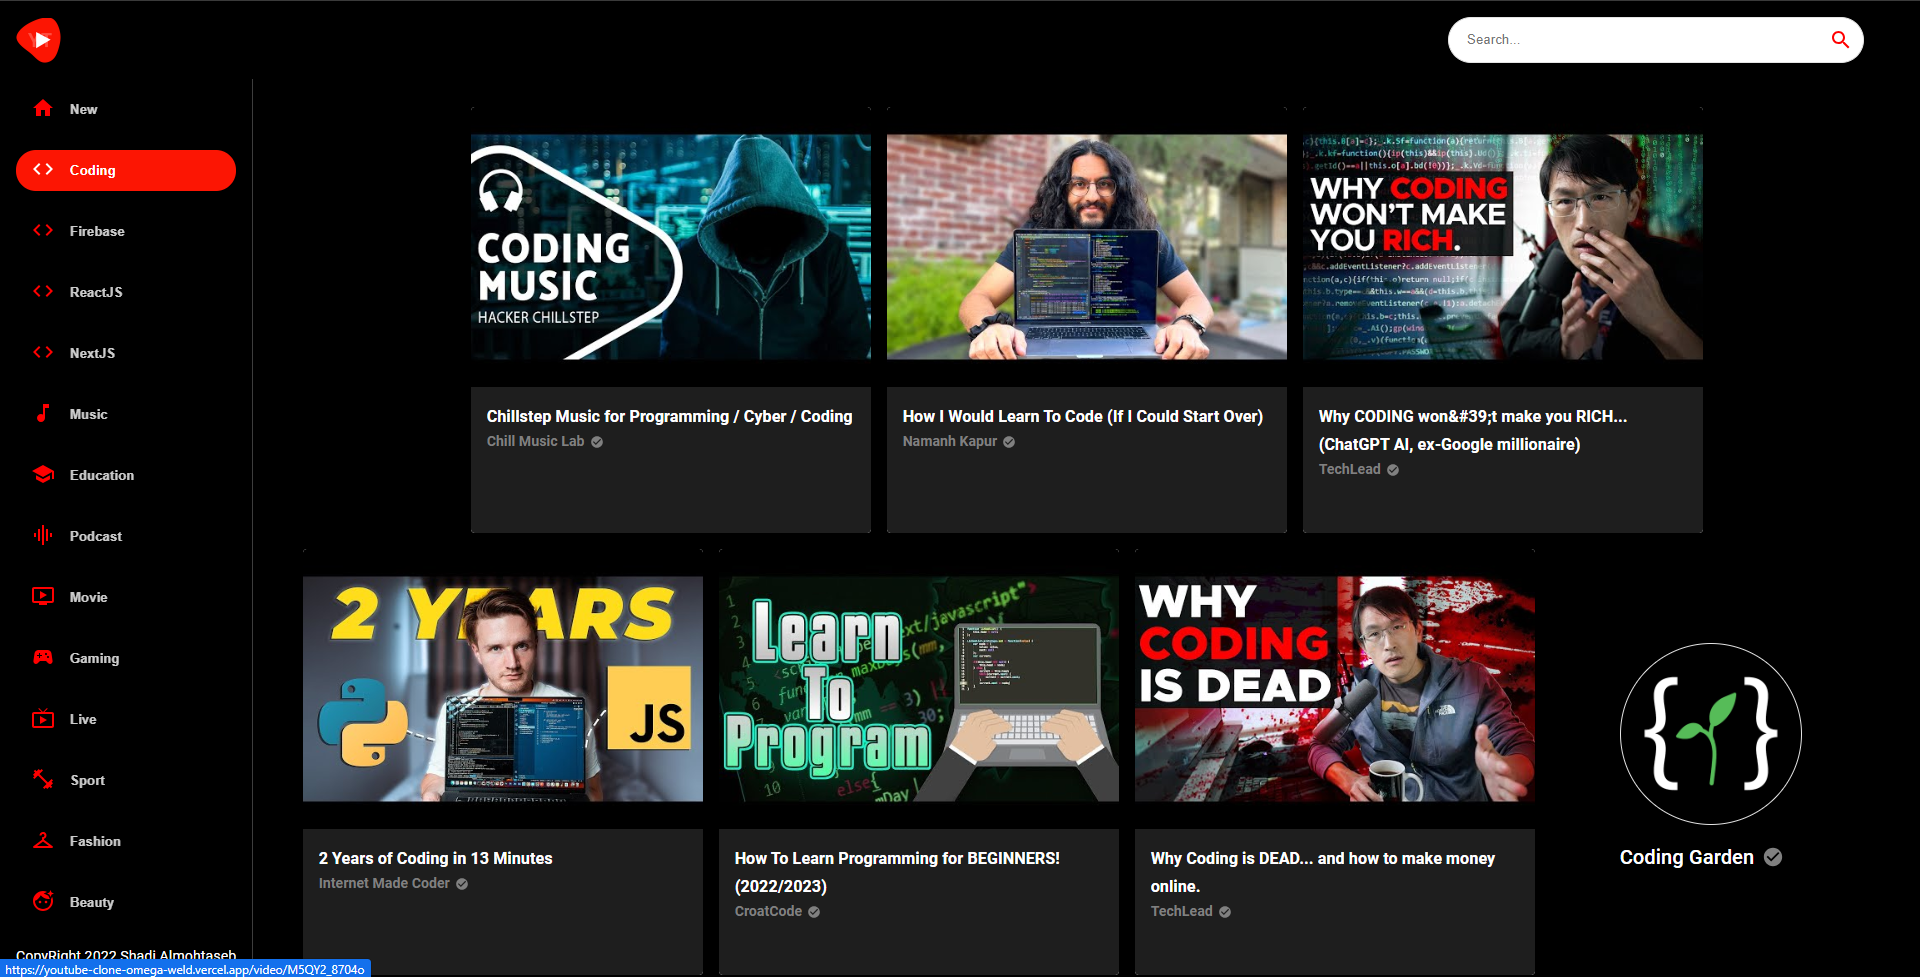 Search...
New
Coding
Firebase
ReactJS
NextJS
Music
Education
Podcast
Movie
Gaming
Live
Sport
Fashion
Beauty
CopyRight 2022 Shadi Almohtaseb
https://youtube-clone-omega-weld.vercel.app/video/M5QY2_8704o
CODING
MUSIC
HACKER CHILLSTEP
WHY CODING
WON'T MAKE
YOU RICH.
Chillstep Music for Programming / Cyber / Coding
Chill Music Lab
How I Would Learn To Code (If I Could Start Over)
Namanh Kapur
Why CODING won&#39;t make you RICH...
(ChatGPT AI, ex-Google millionaire)
TechLead
2 YEARS
JS
Learn
To
Program
WHY
CODING
IS DEAD
2 Years of Coding in 13 Minutes
Internet Made Coder
How To Learn Programming for BEGINNERS!
(2022/2023)
CroatCode
Why Coding is DEAD... and how to make money
online.
TechLead
Coding Garden